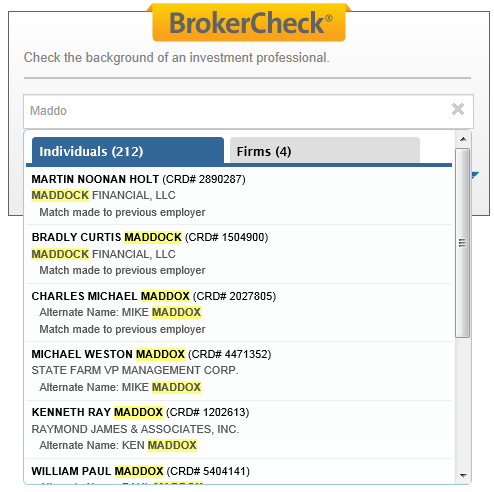 BrokerCheck®
Check the background of an investment professional.
Maddo
Individuals (212) Firms (4)
MARTIN NOONAN HOLT (CRD# 2890287)
MADDOCK FINANCIAL, LLC
Match made to previous employer
BRADLY CURTIS MADDOCK (CRD# 1504900)
MADDOCK FINANCIAL, LLC
Match made to previous employer
CHARLES MICHAEL MADDOX (CRD# 2027805)
Alternate Name: MIKE MADDOX
Match made to previous employer
MICHAEL WESTON MADDOX (CRD# 4471352)
STATE FARM VP MANAGEMENT CORP.
Alternate Name: MIKE MADDOX
KENNETH RAY MADDOX (CRD# 1202613)
RAYMOND JAMES & ASSOCIATES, INC.
Alternate Name: KEN MADDOX
WILLIAM PAUL MADDOX (CRD# 5404141)
Alternate Name: PAUL MADDOX